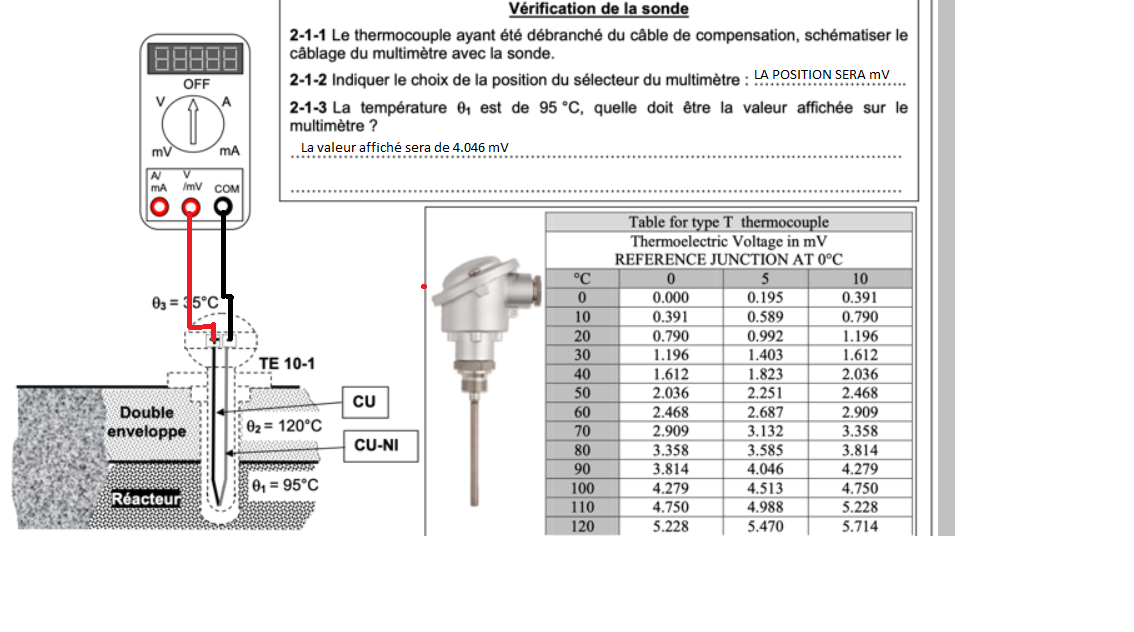 Vérification de la sonde
2-1-1 Le thermocouple ayant été débranché du câble de compensation, schématiser le
câblage du multimètre avec la sonde.
2-1-2 Indiquer le choix de la position du sélecteur du multimètre : LA POSITION SERA mV
2-1-3 La température θ1 est de 95 °C, quelle doit être la valeur affichée sur le
multimètre ?
La valeur affiché sera de 4.046 mV
OFF
V A
mV mA
A/ V
mA /mV COM
θ3 = 35°C
TE 10-1
CU
Double
enveloppe
θ2 = 120°C
CU-NI
Réacteur
θ1 = 95°C
Table for type T thermocouple
Thermoelectric Voltage in mV
REFERENCE JUNCTION AT 0°C
°C 0 5 10
0 0.000 0.195 0.391
10 0.391 0.589 0.790
20 0.790 0.992 1.196
30 1.196 1.403 1.612
40 1.612 1.823 2.036
50 2.036 2.251 2.468
60 2.468 2.687 2.909
70 2.909 3.132 3.358
80 3.358 3.585 3.814
90 3.814 4.046 4.279
100 4.279 4.513 4.750
110 4.750 4.988 5.228
120 5.228 5.470 5.714